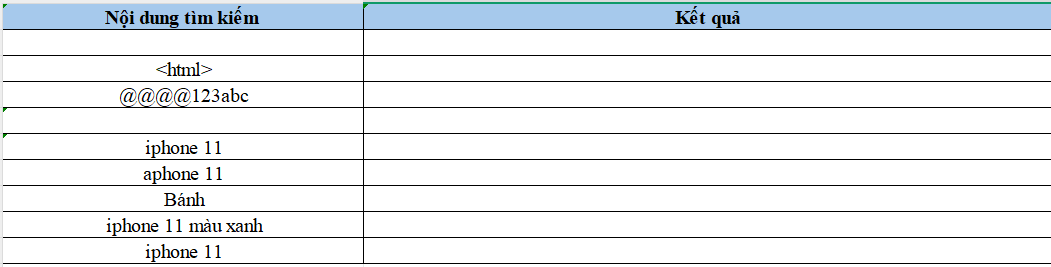 Nội dung tìm kiếm Kết quả
<html>
@@@@123abc
iphone 11
aphone 11
Bánh
iphone 11 màu xanh
iphone 11